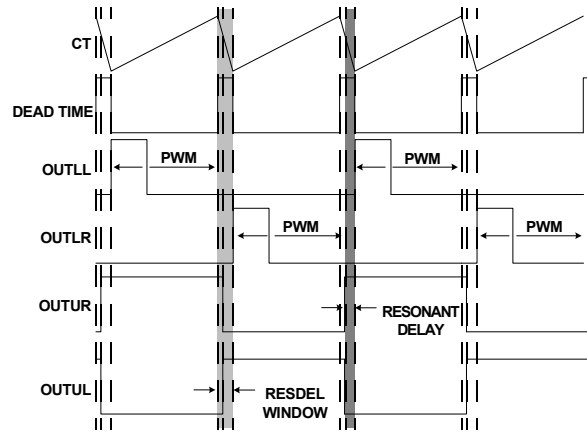 CT
DEAD TIME
PWM
OUTLL
PWM
OUTLR
PWM
PWM
OUTUR
RESONANT
DELAY
OUTUL
RESDEL
WINDOW